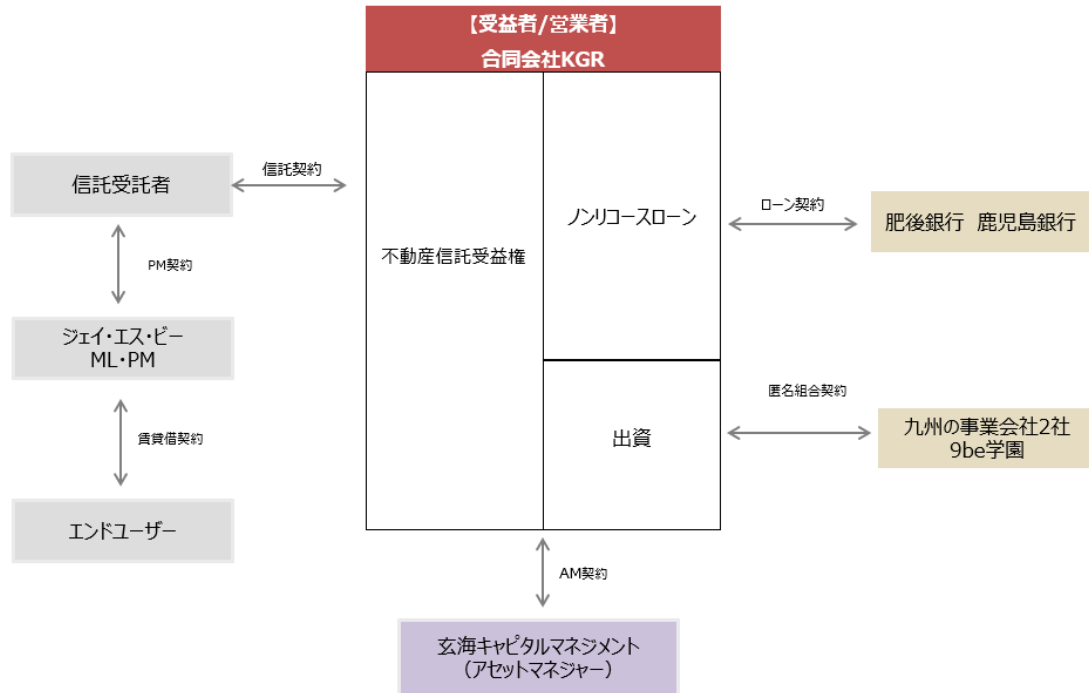 【受益者/営業者】
合同会社KGR
信託受託者
信託契約
PM契約
ジェイ・エス・ビー
ML・PM
賃貸借契約
エンドユーザー
不動産信託受益権
ノンリコースローン
出資
ローン契約
肥後銀行 鹿児島銀行
匿名組合契約
九州の事業会社2社
9be学園
AM契約
玄海キャピタルマネジメント
（アセットマネジャー）